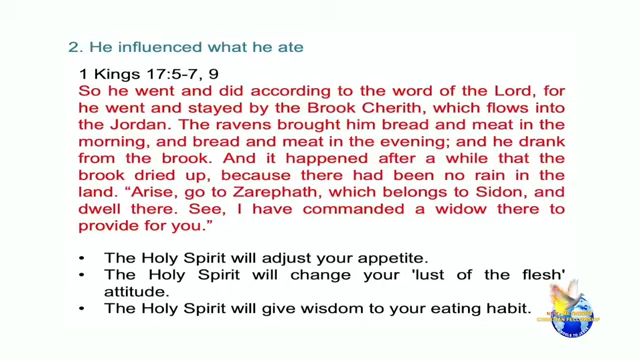 2. He influenced what he ate
1 Kings 17:5-7, 9
So he went and did according to the word of the Lord, for
he went and stayed by the Brook Cherith, which flows into
the Jordan. The ravens brought him bread and meat in the
morning, and bread and meat in the evening; and he drank
from the brook. And it happened after a while that the
brook dried up, because there had been no rain in the
land. “Arise, go to Zarephath, which belongs to Sidon, and
dwell there. See, I have commanded a widow there to
provide for you.”
• The Holy Spirit will adjust your appetite.
• The Holy Spirit will change your 'lust of the flesh'
attitude.
• The Holy Spirit will give wisdom to your eating habit.